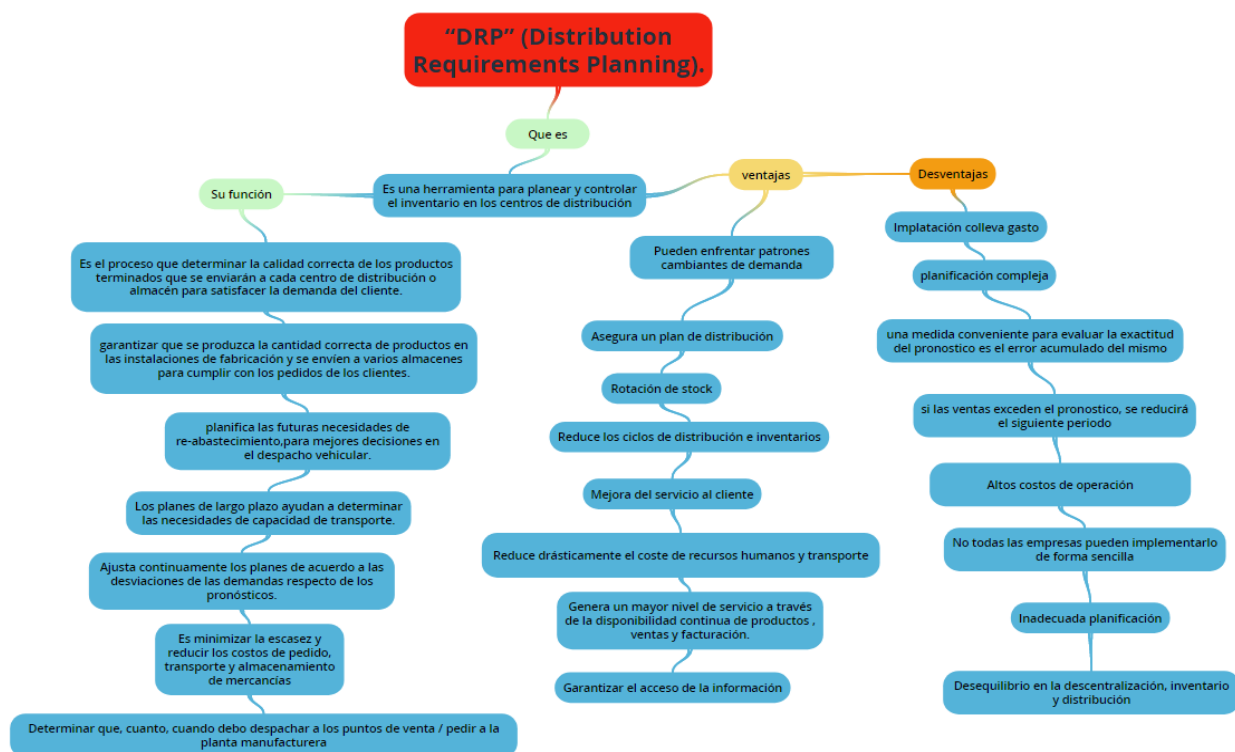 “DRP” (Distribution
Requirements Planning).
Que es
Es una herramienta para planear y controlar
el inventario en los centros de distribución
Su función
Es el proceso que determinar la calidad correcta de los productos
terminados que se enviarán a cada centro de distribución o
almacén para satisfacer la demanda del cliente.
garantizar que se produzca la cantidad correcta de productos en
las instalaciones de fabricación y se envíen a varios almacenes
para cumplir con los pedidos de los clientes.
planifica las futuras necesidades de
re-abastecimiento,para mejores decisiones en
el despacho vehicular.
Los planes de largo plazo ayudan a determinar
las necesidades de capacidad de transporte.
Ajusta continuamente los planes de acuerdo a las
desviaciones de las demandas respecto de los
pronósticos.
Es minimizar la escasez y
reducir los costos de pedido,
transporte y almacenamiento
de mercancías
Determinar que, cuanto, cuando debo despachar a los puntos de venta / pedir a la
planta manufacturera
ventajas
Pueden enfrentar patrones
cambiantes de demanda
Asegura un plan de distribución
Rotación de stock
Reduce los ciclos de distribución e inventarios
Mejora del servicio al cliente
Reduce drásticamente el coste de recursos humanos y transporte
Genera un mayor nivel de servicio a través
de la disponibilidad continua de productos ,
ventas y facturación.
Garantizar el acceso de la información
Desventajas
Implatación colleva gasto
planificación compleja
una medida conveniente para evaluar la exactitud
del pronostico es el error acumulado del mismo
si las ventas exceden el pronostico, se reducirá
el siguiente periodo
Altos costos de operación
No todas las empresas pueden implementarlo
de forma sencilla
Inadecuada planificación
Desequilibrio en la descentralización, inventario
y distribución